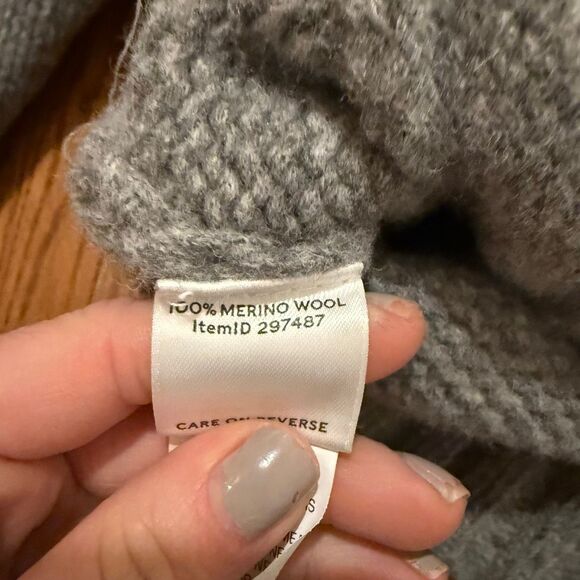 100% MERINO WOOL
ItemID 297487
CARE ON REVERSE